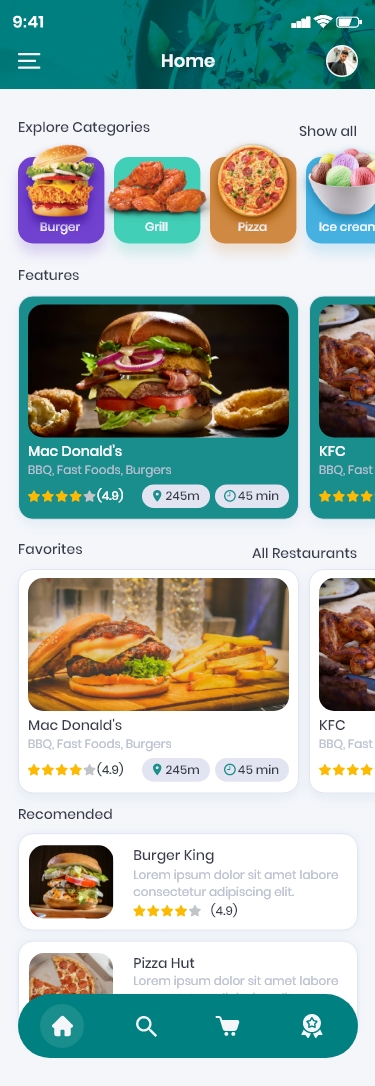 9:41
Home
Explore Categories
Show all
Burger
Grill
Pizza
Ice cream
Features
Mac Donald's
BBQ, Fast Foods, Burgers
(4.9)
245m
45 min
KFC
BBQ, Fast
Favorites
All Restaurants
Mac Donald's
BBQ, Fast Foods, Burgers
(4.9)
245m
45 min
KFC
BBQ, Fast
Recomended
Burger King
Lorem ipsum dolor sit amet labore
consectetur adipiscing elit.
(4.9)
Pizza Hut
Lorem ipsum dolor sit amet labore